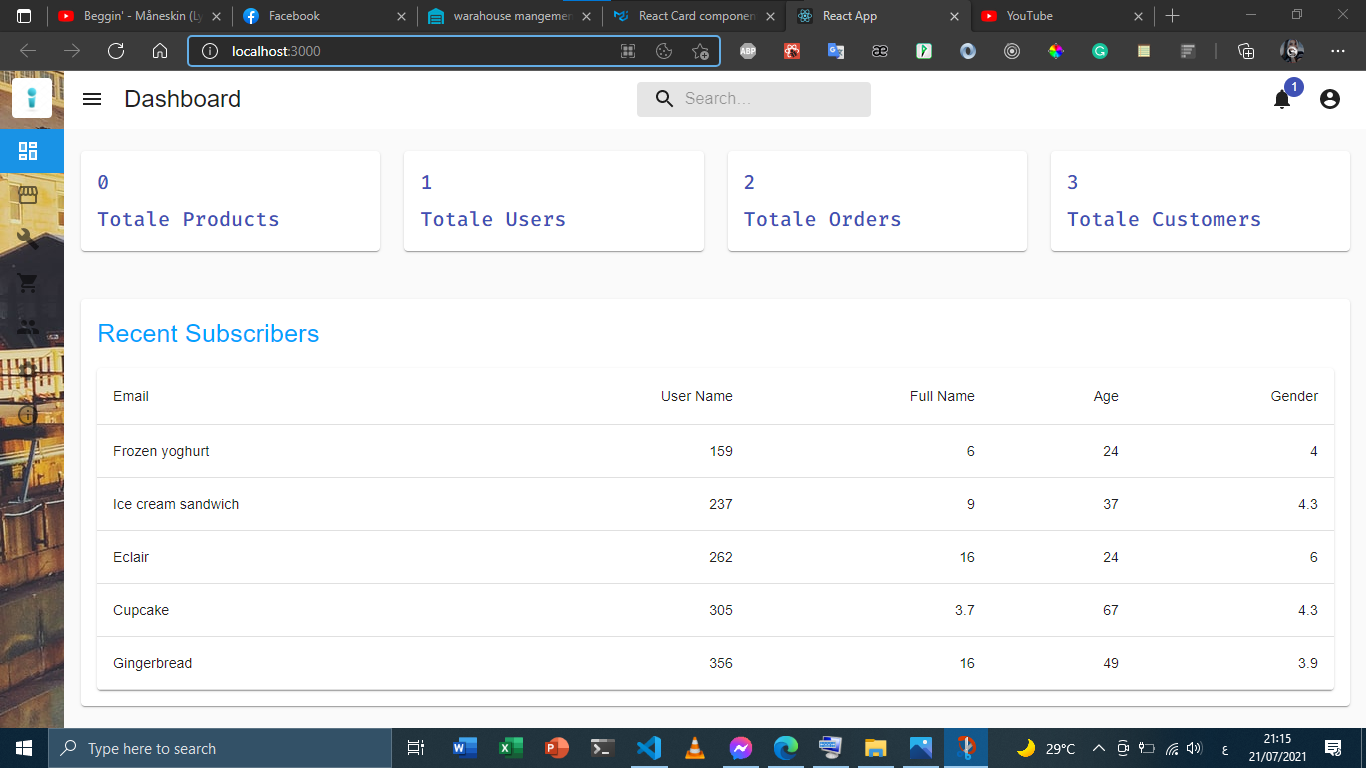 Beggin' - Måneskin (Ly
Facebook
warahouse mangemen
React Card componen
React App
YouTube
localhost:3000
ABP
Dashboard
Search…
1
0
Totale Products
1
Totale Users
2
Totale Orders
3
Totale Customers
Recent Subscribers
Email User Name Full Name Age Gender
Frozen yoghurt 159 6 24 4
Ice cream sandwich 237 9 37 4.3
Eclair 262 16 24 6
Cupcake 305 3.7 67 4.3
Gingerbread 356 16 49 3.9
Type here to search
29°C
ع
21:15
21/07/2021